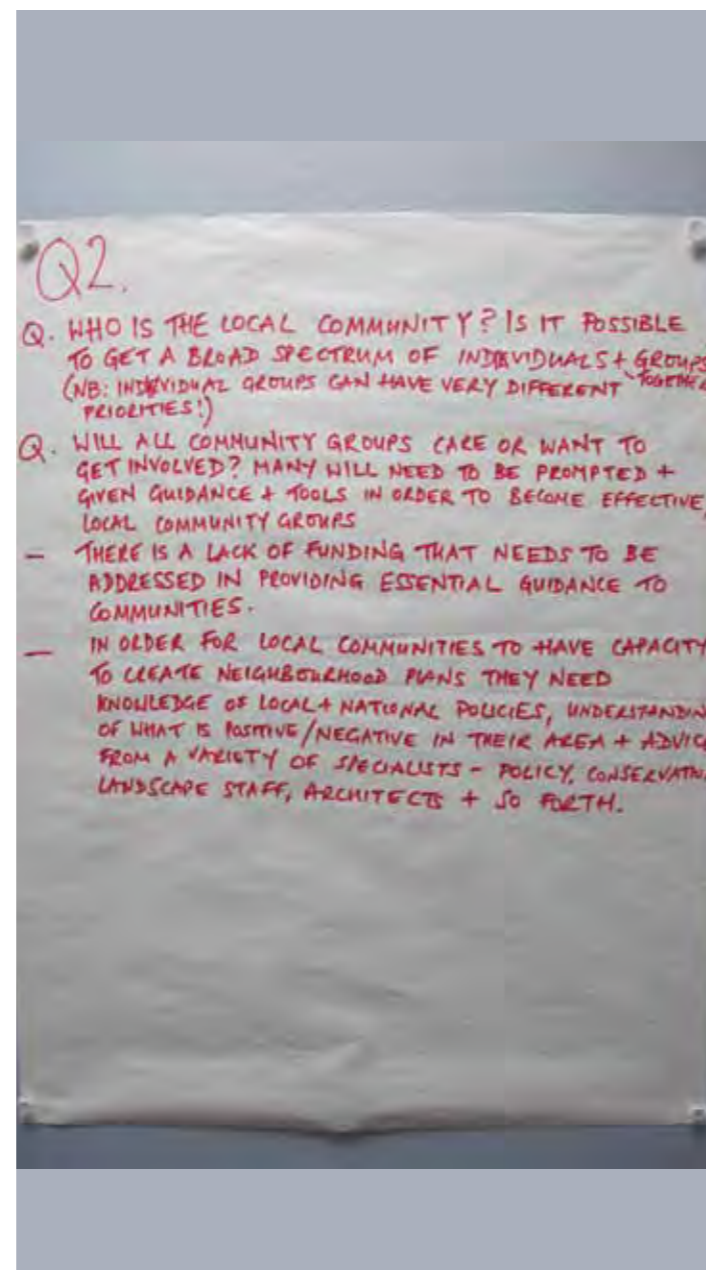 Q2.
Q. WHO IS THE LOCAL COMMUNITY? IS IT POSSIBLE
TO GET A BROAD SPECTRUM OF INDIVIDUALS + GROUPS
TOGETHE
(NB: INDIVIDUAL GROUPS CAN HAVE VERY DIFFERENT
PRIORITIES!)
Q. WILL ALL COMMUNITY GROUPS CARE OR WANT TO
GET INVOLVED? MANY WILL NEED TO BE PROMPTED +
GIVEN GUIDANCE + TOOLS IN ORDER TO BECOME EFFECTIVE
LOCAL COMMUNITY GROUPS
– THERE IS A LACK OF FUNDING THAT NEEDS TO BE
ADDRESSED IN PROVIDING ESSENTIAL GUIDANCE TO
COMMUNITIES.
– IN ORDER FOR LOCAL COMMUNITIES TO HAVE CAPACITY
TO CREATE NEIGHBOURHOOD PLANS THEY NEED
KNOWLEDGE OF LOCAL + NATIONAL POLICIES, UNDERSTANDIN
OF WHAT IS POSITIVE/NEGATIVE IN THEIR AREA + ADVIC
FROM A VARIETY OF SPECIALISTS – POLICY, CONSERVATN
LANDSCAPE STAFF, ARCHITECTS + SO FORTH.